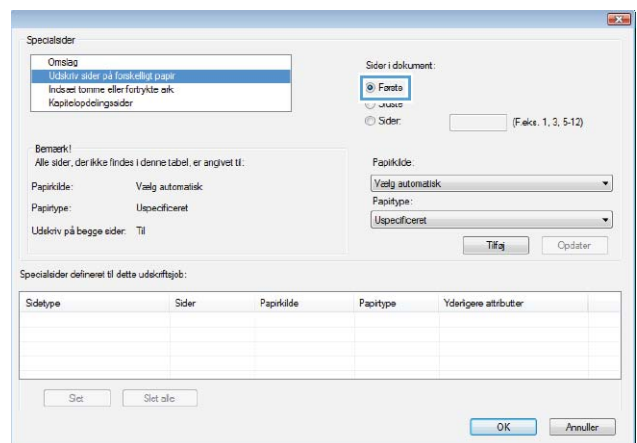 Specialsider
Omslag
Udskriv sider på forskelligt papir
Indsæt tomme eller fortrykte ark
Kapitelopdelingssider
Sider i dokument:
Første
Sidste
Sider:
(F.eks. 1, 3, 5-12)
Bemærk!
Alle sider, der ikke findes i denne tabel, er angivet til:
Papirkilde: Vælg automatisk
Papirtype: Uspecificeret
Udskriv på begge sider: Til
Papirkilde:
Vælg automatisk
Papirtype:
Uspecificeret
Tilføj Opdater
Specialsider defineret til dette udskriftsjob:
Sidetype Sider Papirkilde Papirtype Yderligere attributter
Slet Slet alle
OK Annuller